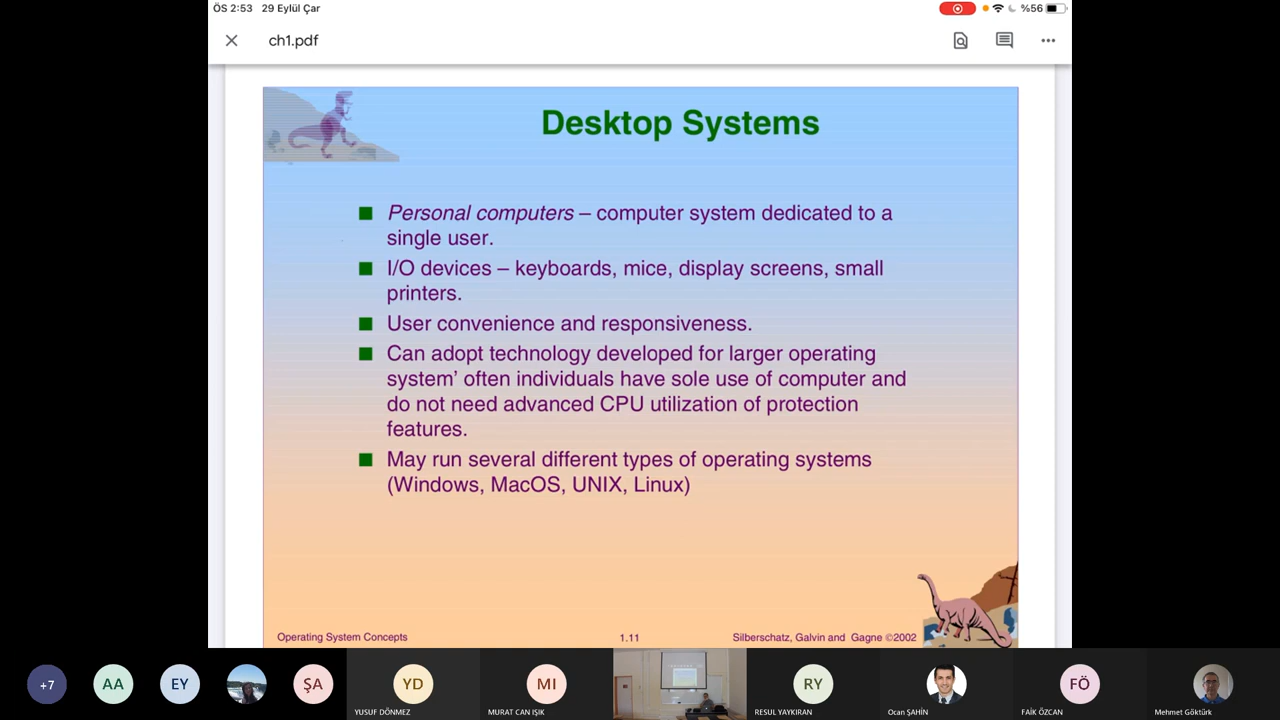 ÖS 2:53 29 Eylül Çar
%56
ch1.pdf
Desktop Systems
Personal computers – computer system dedicated to a
single user.
I/O devices – keyboards, mice, display screens, small
printers.
User convenience and responsiveness.
Can adopt technology developed for larger operating
system’ often individuals have sole use of computer and
do not need advanced CPU utilization of protection
features.
May run several different types of operating systems
(Windows, MacOS, UNIX, Linux)
Operating System Concepts
1.11
Silberschatz, Galvin and Gagne ©2002
+7
AA
EY
ŞA
YD
MI
RY
FÖ
YUSUF DÖNMEZ
MURAT CAN IŞIK
RESUL YAYKIRAN
Ocan ŞAHİN
FAİK ÖZCAN
Mehmet Göktürk